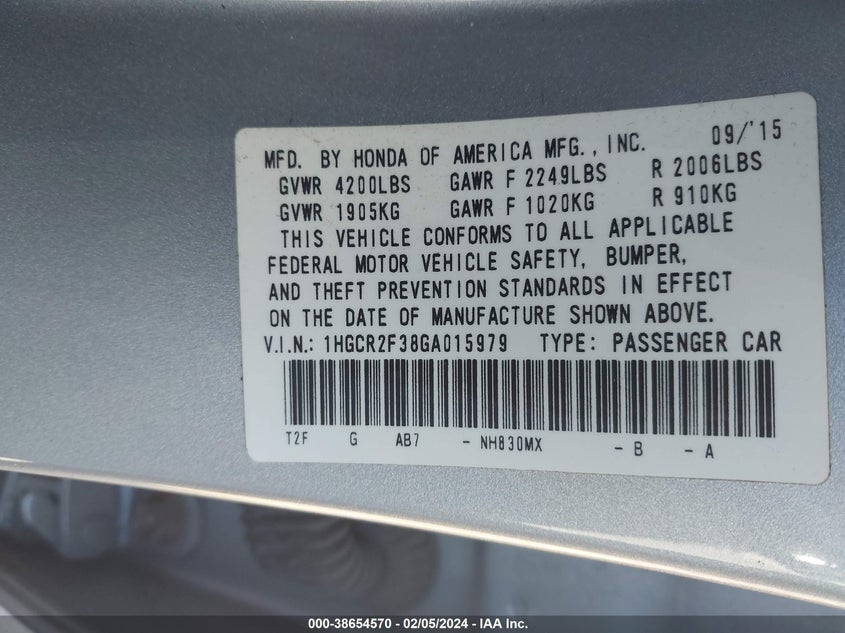 MFD. BY HONDA OF AMERICA MFG., INC. 09/'15
GVWR 4200LBS GAWR F 2249LBS R 2006LBS
GVWR 1905KG GAWR F 1020KG R 910KG
THIS VEHICLE CONFORMS TO ALL APPLICABLE
FEDERAL MOTOR VEHICLE SAFETY, BUMPER,
AND THEFT PREVENTION STANDARDS IN EFFECT
ON THE DATE OF MANUFACTURE SHOWN ABOVE.
V.I.N.: 1HGCR2F38GA015979 TYPE: PASSENGER CAR
T2F G AB7 - NH830MX - B - A
000-38654570 - 02/05/2024 - IAA Inc.